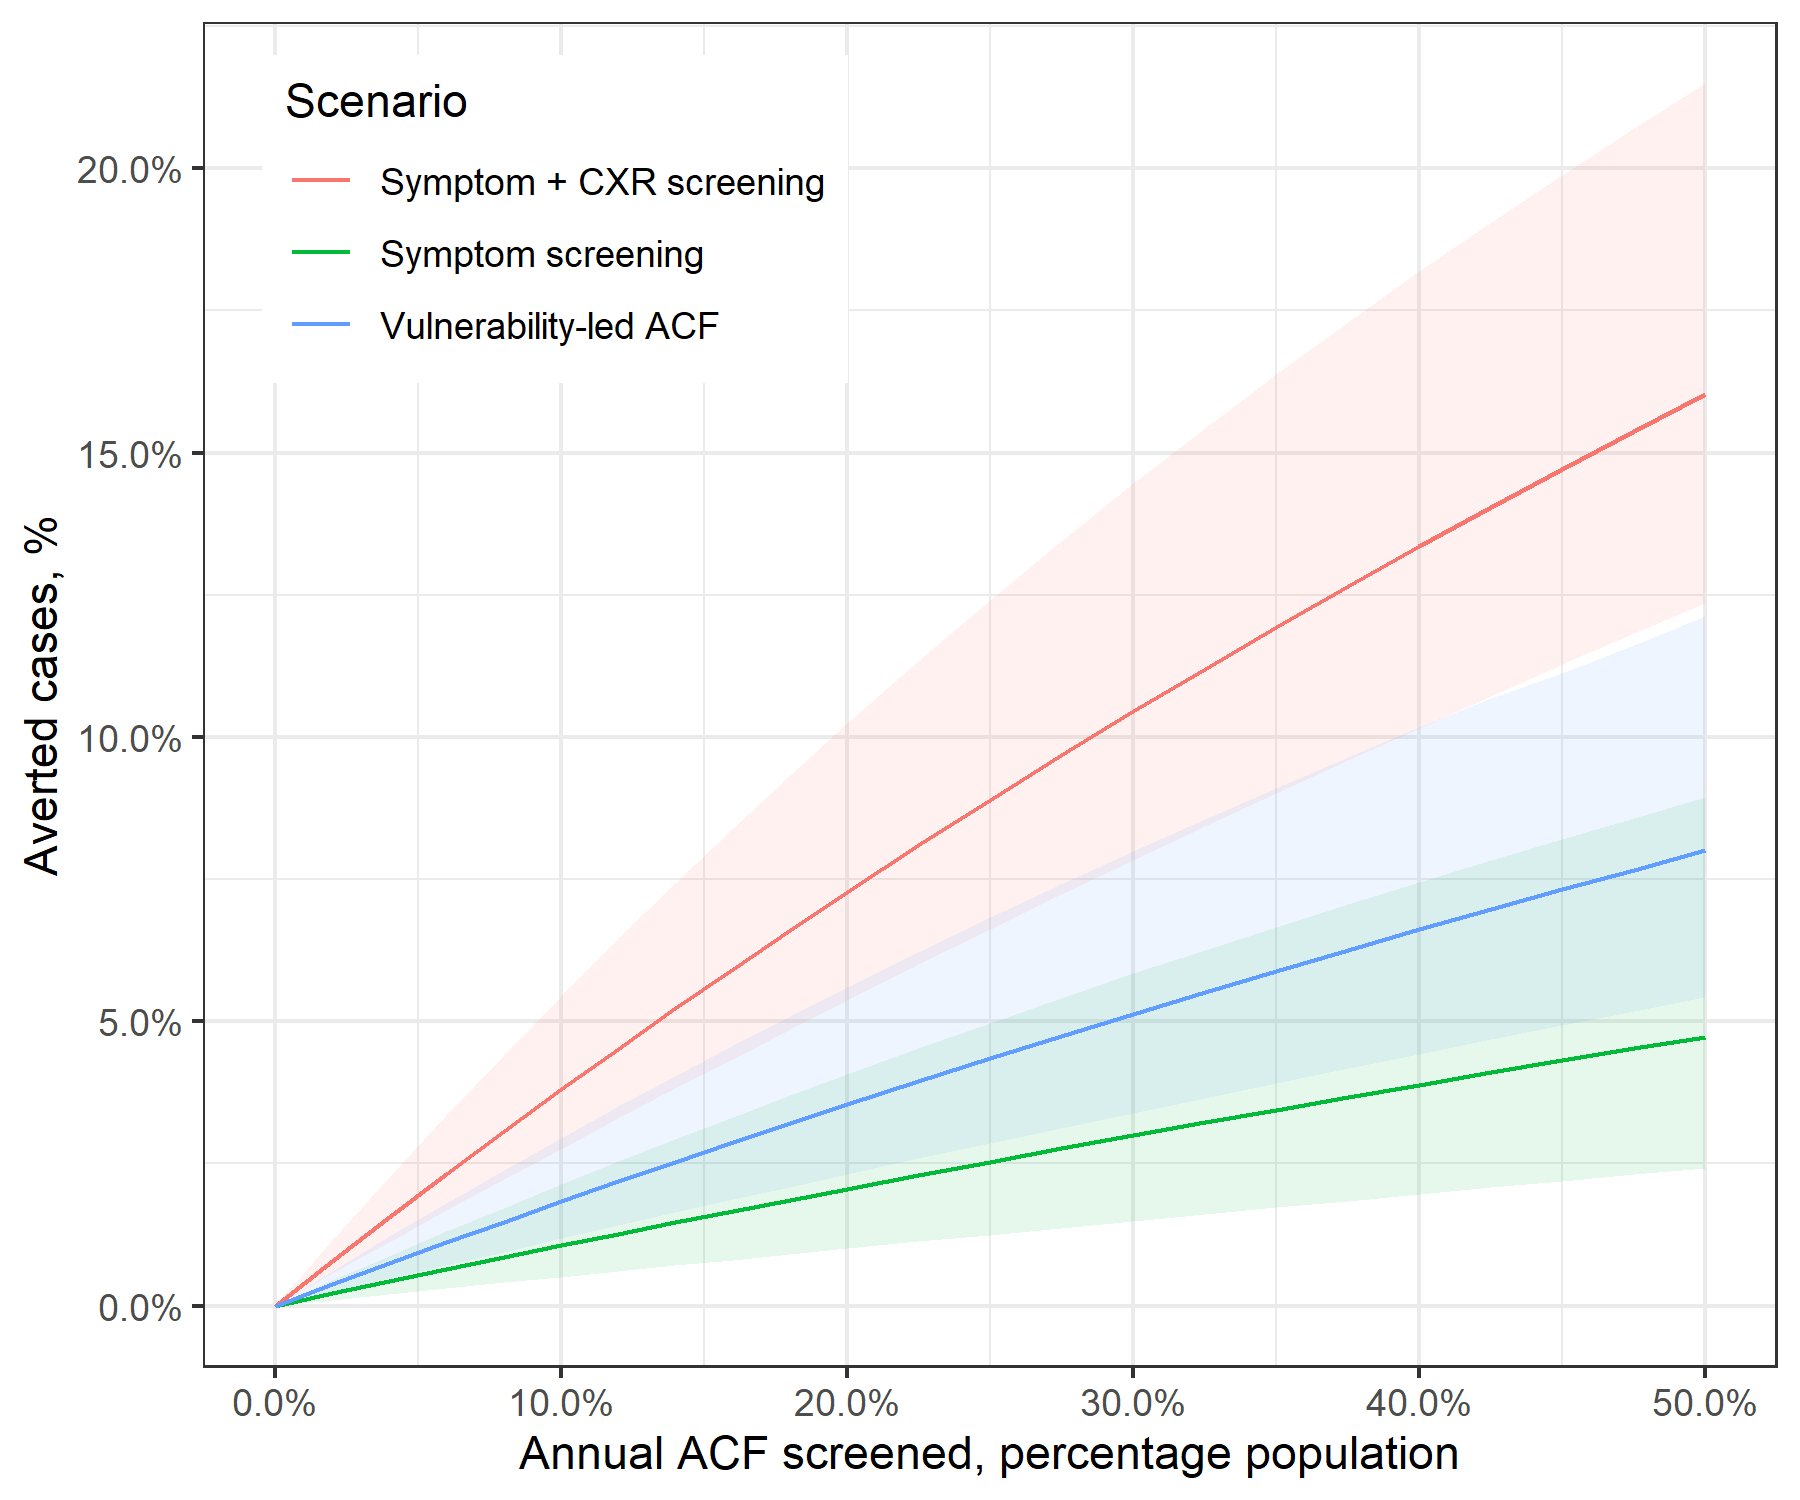 Scenario
Symptom + CXR screening
Symptom screening
Vulnerability-led ACF
20.0%
15.0%
10.0%
5.0%
0.0%
Averted cases, %
0.0%
10.0%
20.0%
30.0%
40.0%
50.0%
Annual ACF screened, percentage population